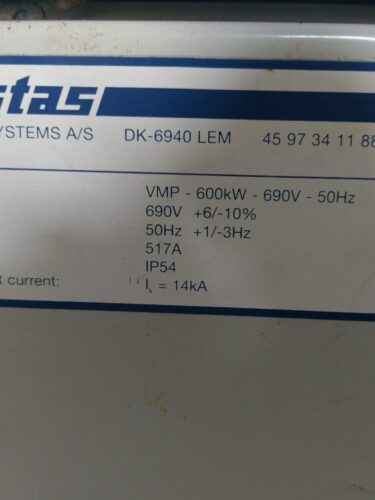 stas
YSTEMS A/S DK-6940 LEM 45 97 34 11 88
VMP - 600kW - 690V - 50Hz
690V +6/-10%
50Hz +1/-3Hz
517A
IP54
t current: Ik = 14kA